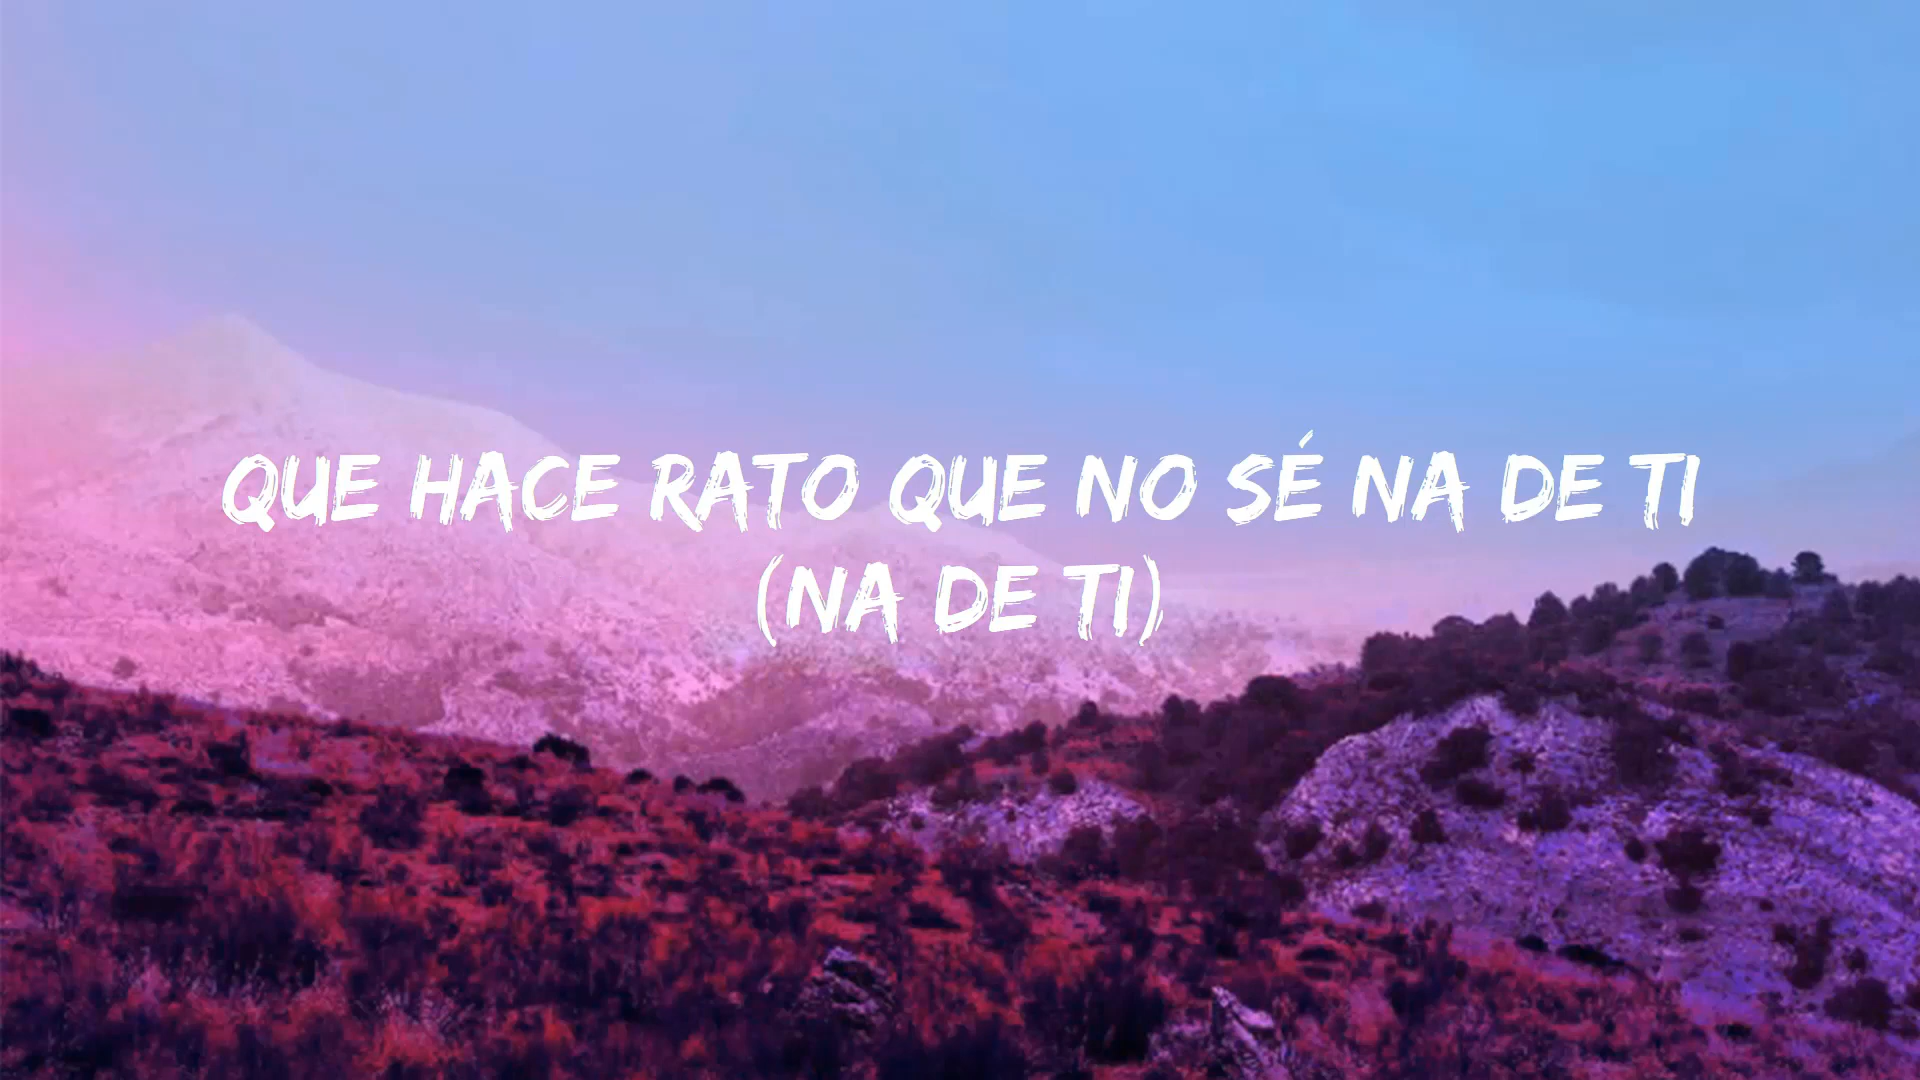 QUE HACE RATO QUE NO SÉ NA DE TI
(NA DE TI)